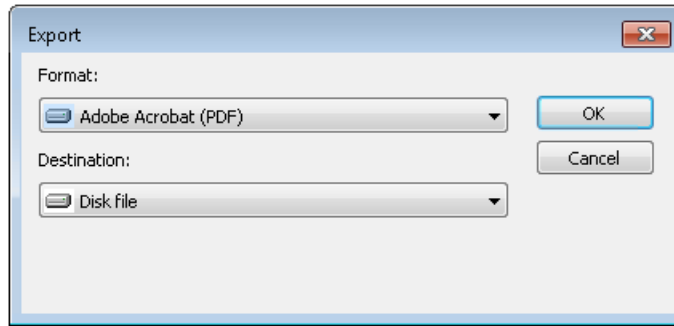 Export
Format:
Adobe Acrobat (PDF)
OK
Destination:
Cancel
Disk file